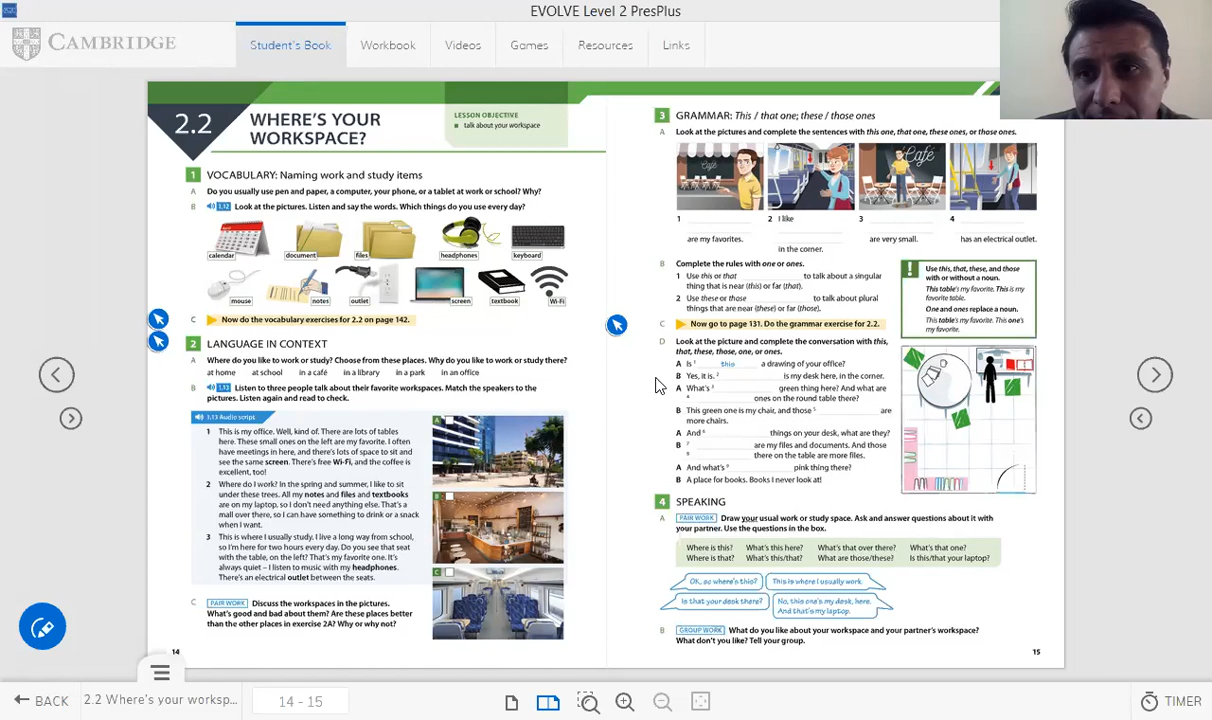 EVOLVE Level 2 PresPlus
CAMBRIDGE
Student's Book
Workbook
Videos
Games
Resources
Links
2.2
WHERE'S YOUR
WORKSPACE?
LESSON OBJECTIVE
talk about your workspace
1 VOCABULARY: Naming work and study items
A Do you usually use pen and paper, a computer, your phone, or a tablet at work or school? Why?
B 1.12 Look at the pictures. Listen and say the words. Which things do you use every day?
calendar
document
files
headphones
keyboard
mouse
notes
outlet
screen
textbook
Wi-Fi
C Now do the vocabulary exercises for 2.2 on page 142.
2 LANGUAGE IN CONTEXT
A Where do you like to work or study? Choose from these places. Why do you like to work or study there?
at home at school in a café in a library in a park in an office
B 1.13 Listen to three people talk about their favorite workspaces. Match the speakers to the
pictures. Listen again and read to check.
1.13 Audio script
1 This is my office. Well, kind of. There are lots of tables
here. These small ones on the left are my favorite. I often
have meetings in here, and there's lots of space to sit and
see the same screen. There's free Wi-Fi, and the coffee is
excellent, too!
2 Where do I work? In the spring and summer, I like to sit
under these trees. All my notes and files and textbooks
are on my laptop, so I don't need anything else. That's a
mall over there, so I can have something to drink or a snack
when I want.
3 This is where I usually study. I live a long way from school,
so I'm here for two hours every day. Do you see that seat
with the table, on the left? That's my favorite one. It's
always quiet – I listen to music with my headphones.
There's an electrical outlet between the seats.
A
B
C
C PAIR WORK Discuss the workspaces in the pictures.
What's good and bad about them? Are these places better
than the other places in exercise 2A? Why or why not?
14
3 GRAMMAR: This / that one; these / those ones
A Look at the pictures and complete the sentences with this one, that one, these ones, or those ones.
Café
Café
1
are my favorites.
2 I like
in the corner.
3
are very small.
4
has an electrical outlet.
B Complete the rules with one or ones.
1 Use this or that to talk about a singular
thing that is near (this) or far (that).
2 Use these or those to talk about plural
things that are near (these) or far (those).
! Use this, that, these, and those
with or without a noun.
This table's my favorite. This is my
favorite table.
One and ones replace a noun.
This table's my favorite. This one's
my favorite.
C Now go to page 131. Do the grammar exercise for 2.2.
D Look at the picture and complete the conversation with this,
that, these, those, one, or ones.
A Is 1 this a drawing of your office?
B Yes, it is. 2 is my desk here, in the corner.
A What's 3 green thing here? And what are
4 ones on the round table there?
B This green one is my chair, and those 5 are
more chairs.
A And 6 things on your desk, what are they?
B 7 are my files and documents. And those
8 there on the table are more files.
A And what's 9 pink thing there?
B A place for books. Books I never look at!
4 SPEAKING
A PAIR WORK Draw your usual work or study space. Ask and answer questions about it with
your partner. Use the questions in the box.
Where is this? What's this here? What's that over there? What's that one?
Where is that? What's this/that? What are those/these? Is this/that your laptop?
OK, so where's this?
This is where I usually work.
Is that your desk there?
No, this one's my desk, here.
And that's my laptop.
B GROUP WORK What do you like about your workspace and your partner's workspace?
What don't you like? Tell your group.
15
BACK
2.2 Where's your worksp...
14 - 15
TIMER